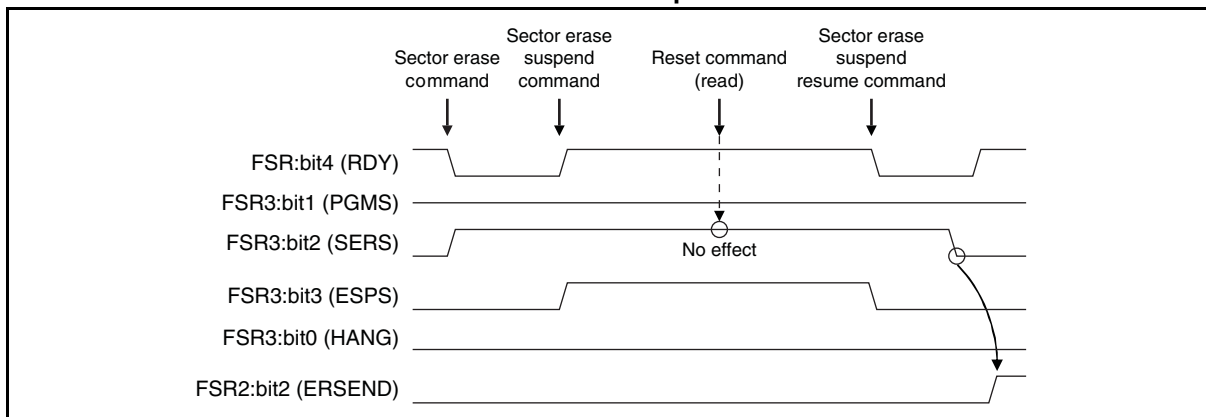 Sector erase
command
Sector erase
suspend
command
Reset command
(read)
Sector erase
suspend
resume command
FSR:bit4 (RDY)
FSR3:bit1 (PGMS)
FSR3:bit2 (SERS)
No effect
FSR3:bit3 (ESPS)
FSR3:bit0 (HANG)
FSR2:bit2 (ERSEND)